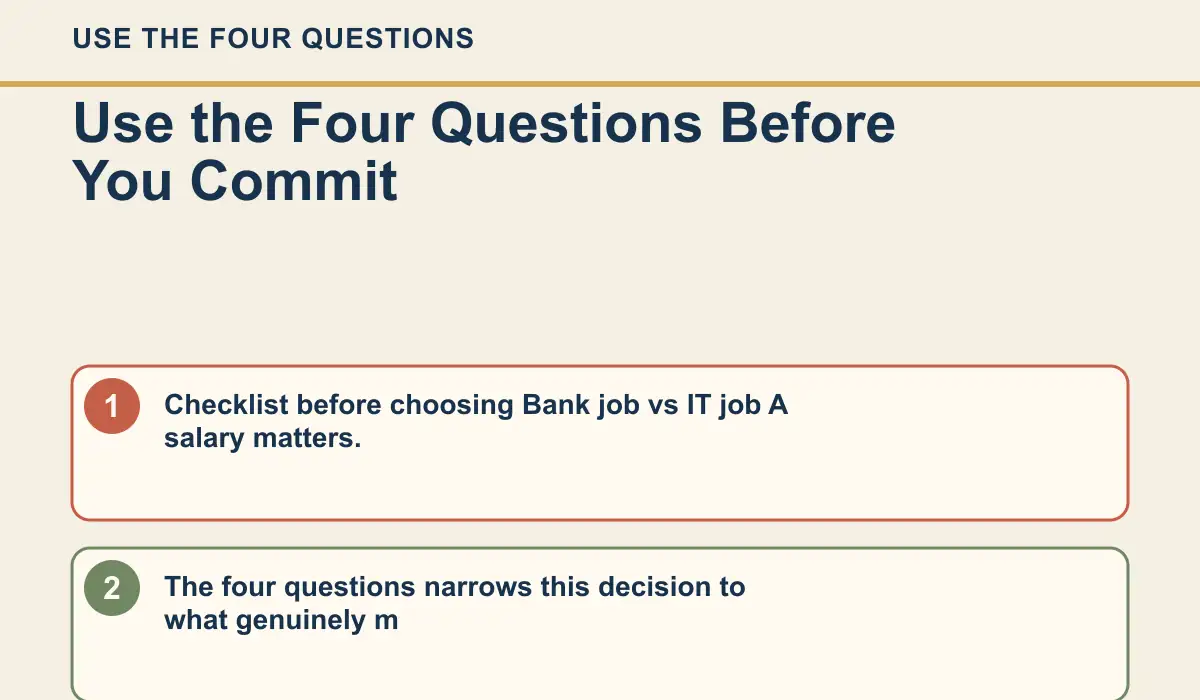 USE THE FOUR QUESTIONS
Use the Four Questions Before
You Commit
1
Checklist before choosing Bank job vs IT job A
salary matters.
2
The four questions narrows this decision to
what genuinely m